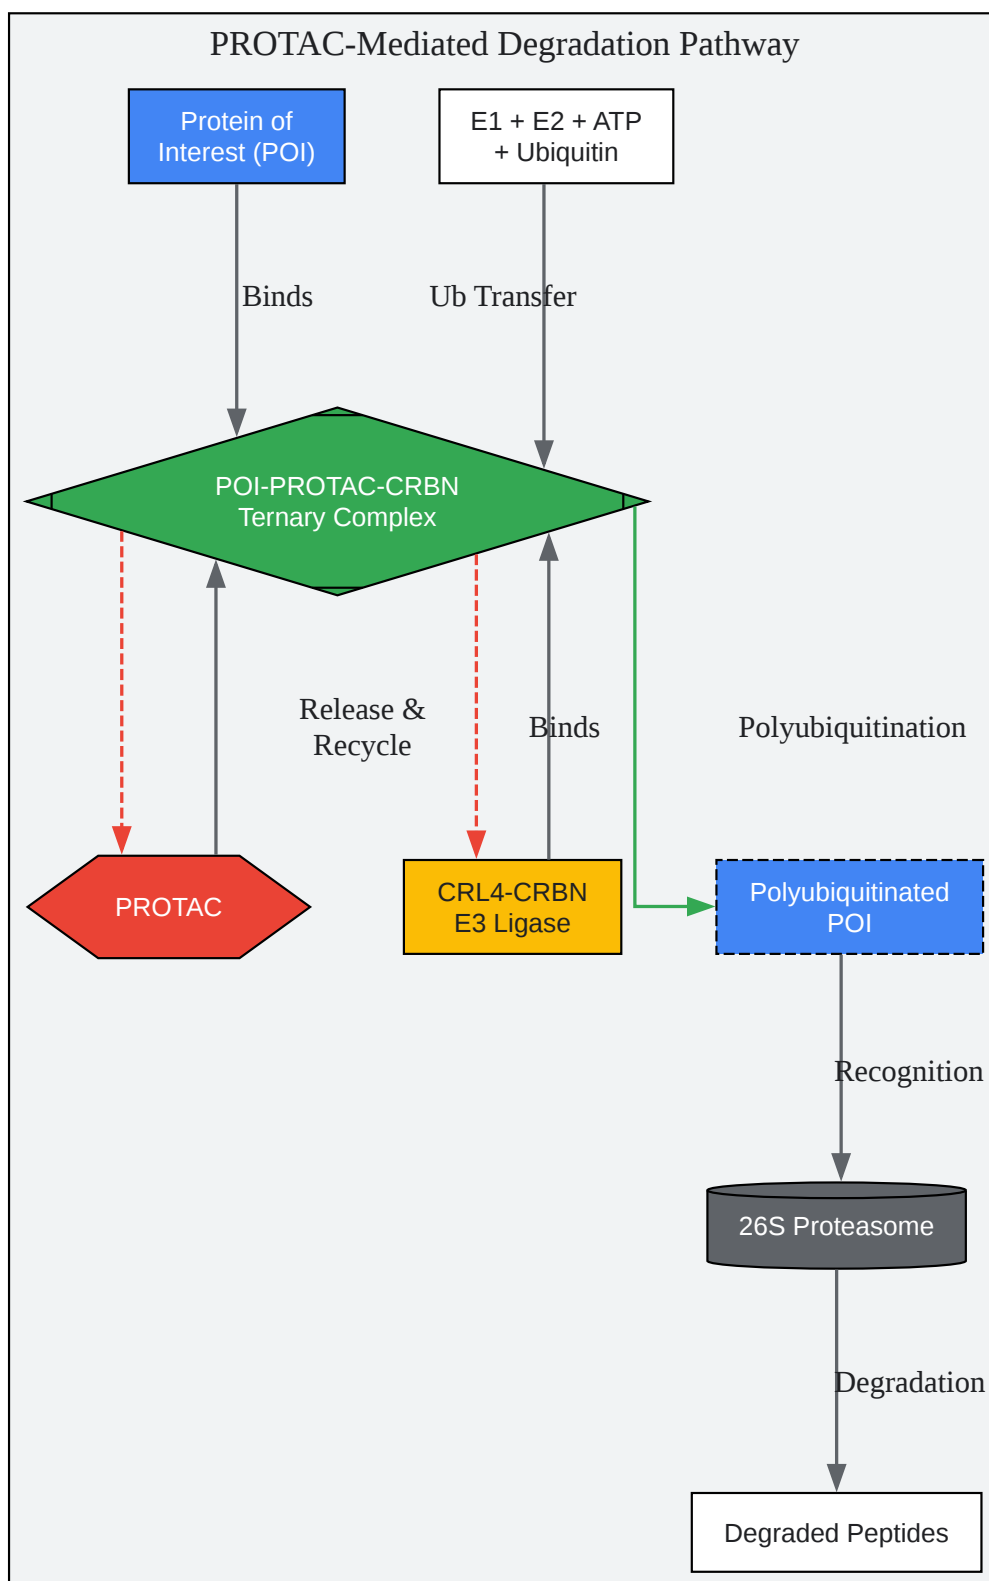 PROTAC-Mediated Degradation Pathway
Protein of
Interest (POI)
E1 + E2 + ATP
+ Ubiquitin
Binds
Ub Transfer
POI-PROTAC-CRBN
Ternary Complex
Release &
Recycle
Binds
Polyubiquitination
PROTAC
CRL4-CRBN
E3 Ligase
Polyubiquitinated
POI
Recognition
26S Proteasome
Degradation
Degraded Peptides